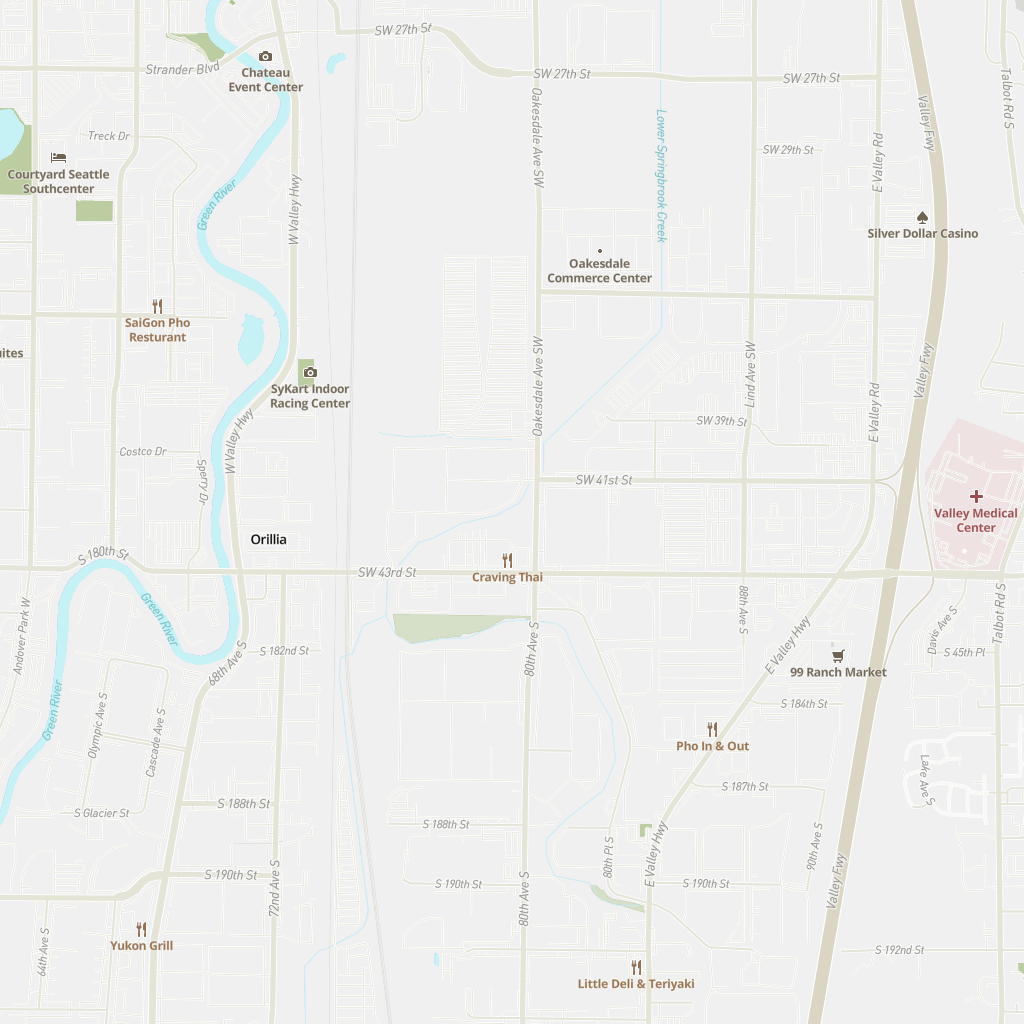 SW 27th St
Strander Blvd
Chateau
Event Center
SW 27th St
SW 27th St
Talbot Rd S
Valley Fwy
Oakesdale Ave SW
Lower Springbrook Creek
Treck Dr
SW 29th St
E Valley Rd
Courtyard Seattle
Southcenter
Green River
W Valley Hwy
Silver Dollar Casino
Oakesdale
Commerce Center
SaiGon Pho
Resturant
uites
SyKart Indoor
Racing Center
Oakesdale Ave SW
Lind Ave SW
Valley Fwy
E Valley Rd
SW 39th St
W Valley Hwy
Costco Dr
Sperry Dr
SW 41st St
Valley Medical
Center
Orillia
S 180th St
SW 43rd St
Craving Thai
Green River
Andover Park W
88th Ave S
Talbot Rd S
Davis Ave S
S 45th Pl
E Valley Hwy
68th Ave S
S 182nd St
80th Ave S
99 Ranch Market
Green River
Olympic Ave S
Cascade Ave S
S 184th St
Pho In & Out
Lake Ave S
S 187th St
S 188th St
S Glacier St
S 188th St
80th Pl S
E Valley Hwy
90th Ave S
Valley Fwy
S 190th St
72nd Ave S
S 190th St
80th Ave S
S 190th St
Yukon Grill
64th Ave S
S 192nd St
Little Deli & Teriyaki